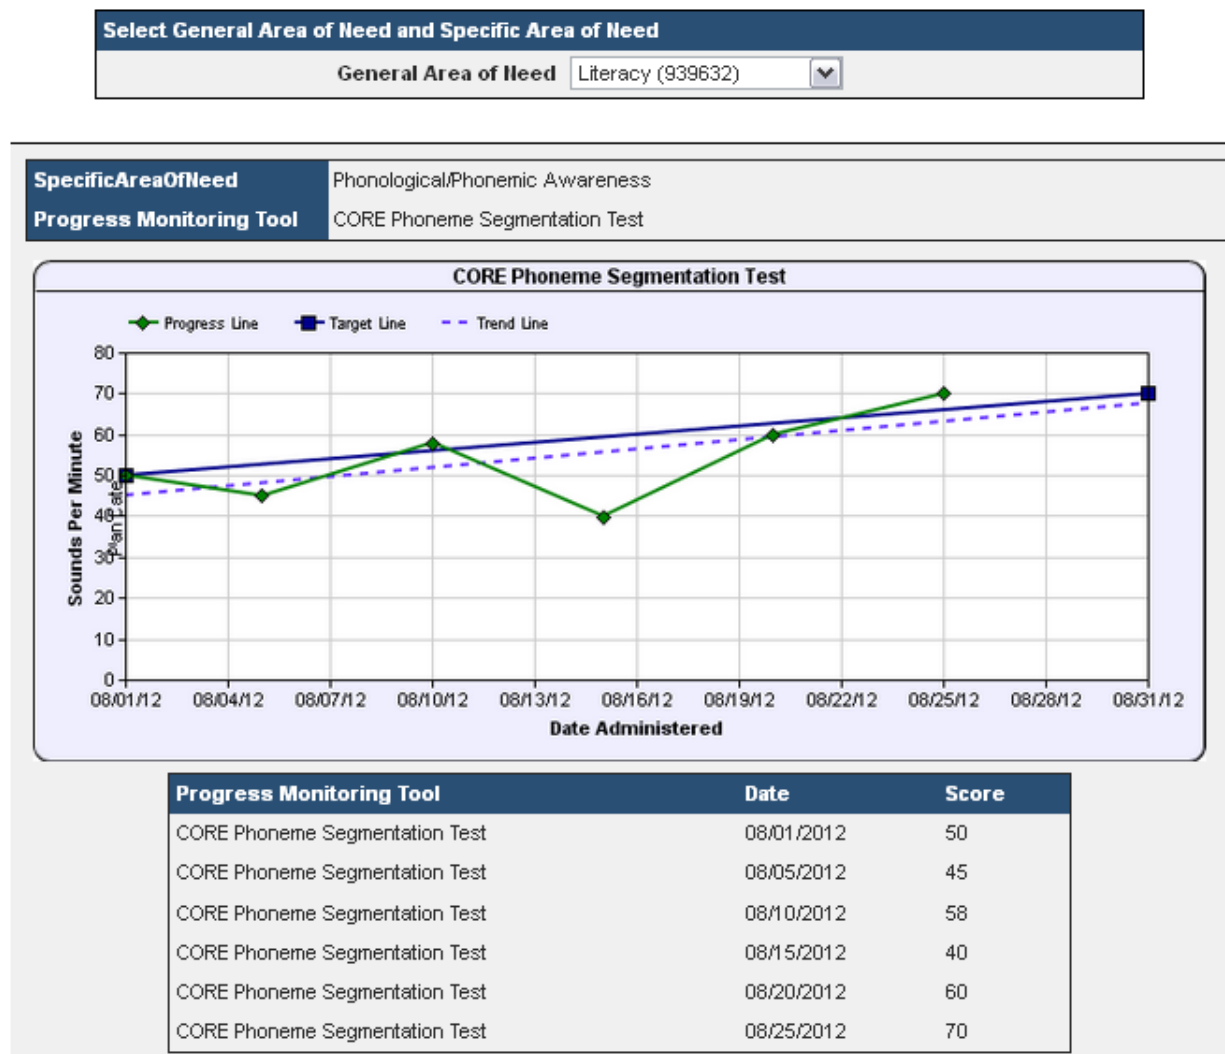 Select General Area of Need and Specific Area of Need
General Area of Need Literacy (939632)
SpecificAreaOfNeed Phonological/Phonemic Awareness
Progress Monitoring Tool CORE Phoneme Segmentation Test
CORE Phoneme Segmentation Test
Progress Line Target Line Trend Line
80
70
60
50
40
30
20
10
0
Sounds Per Minute
Plan Date
08/01/12 08/04/12 08/07/12 08/10/12 08/13/12 08/16/12 08/19/12 08/22/12 08/25/12 08/28/12 08/31/12
Date Administered
Progress Monitoring Tool Date Score
CORE Phoneme Segmentation Test 08/01/2012 50
CORE Phoneme Segmentation Test 08/05/2012 45
CORE Phoneme Segmentation Test 08/10/2012 58
CORE Phoneme Segmentation Test 08/15/2012 40
CORE Phoneme Segmentation Test 08/20/2012 60
CORE Phoneme Segmentation Test 08/25/2012 70